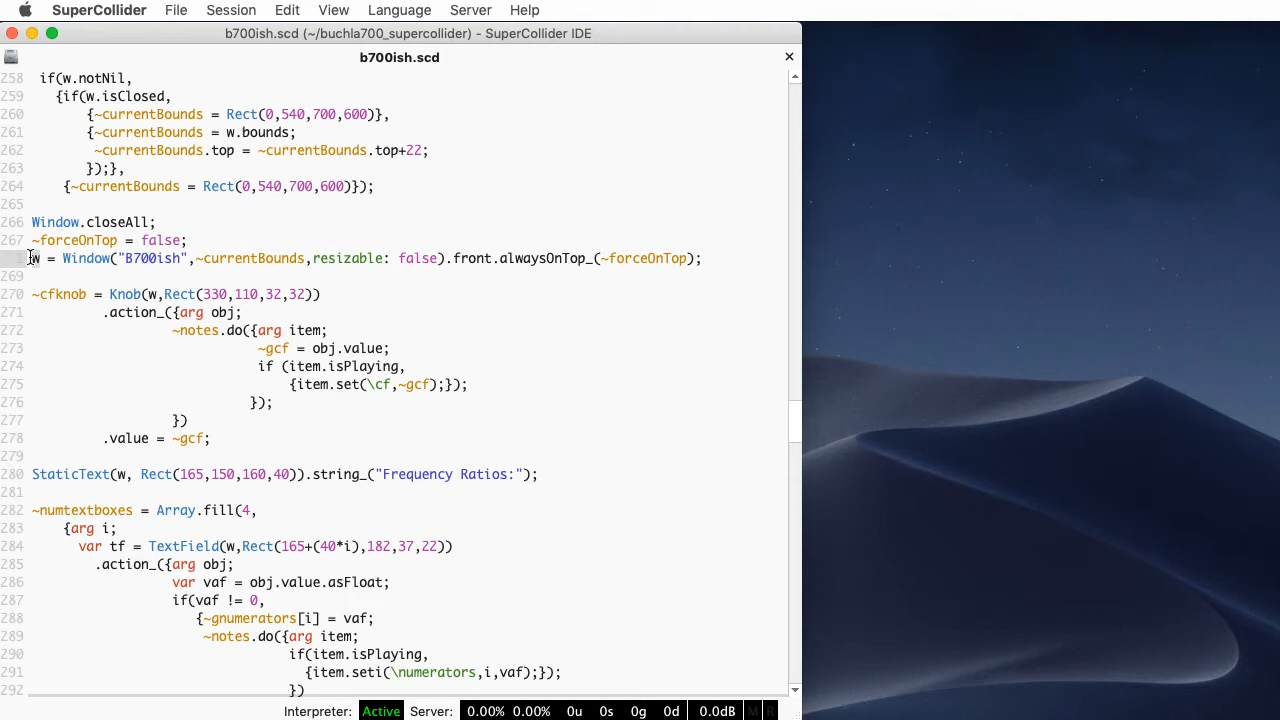 SuperCollider File Session Edit View Language Server Help
b700ish.scd (~/buchla700_supercollider) - SuperCollider IDE
b700ish.scd
258 if(w.notNil,
259 {if(w.isClosed,
260 {~currentBounds = Rect(0,540,700,600)},
261 {~currentBounds = w.bounds;
262 ~currentBounds.top = ~currentBounds.top+22;
263 });},
264 {~currentBounds = Rect(0,540,700,600)});
265
266 Window.closeAll;
267 ~forceOnTop = false;
w = Window("B700ish",~currentBounds,resizable: false).front.alwaysOnTop_(~forceOnTop);
269
270 ~cfknob = Knob(w,Rect(330,110,32,32))
271 .action_({arg obj;
272 ~notes.do({arg item;
273 ~gcf = obj.value;
274 if (item.isPlaying,
275 {item.set(\cf,~gcf);});
276 });
277 })
278 .value = ~gcf;
279
280 StaticText(w, Rect(165,150,160,40)).string_("Frequency Ratios:");
281
282 ~numtextboxes = Array.fill(4,
283 {arg i;
284 var tf = TextField(w,Rect(165+(40*i),182,37,22))
285 .action_({arg obj;
286 var vaf = obj.value.asFloat;
287 if(vaf != 0,
288 {~gnumerators[i] = vaf;
289 ~notes.do({arg item;
290 if(item.isPlaying,
291 {item.seti(\numerators,i,vaf);});
292 })
Interpreter: Active Server: 0.00% 0.00% 0u 0s 0g 0d 0.0dB M R